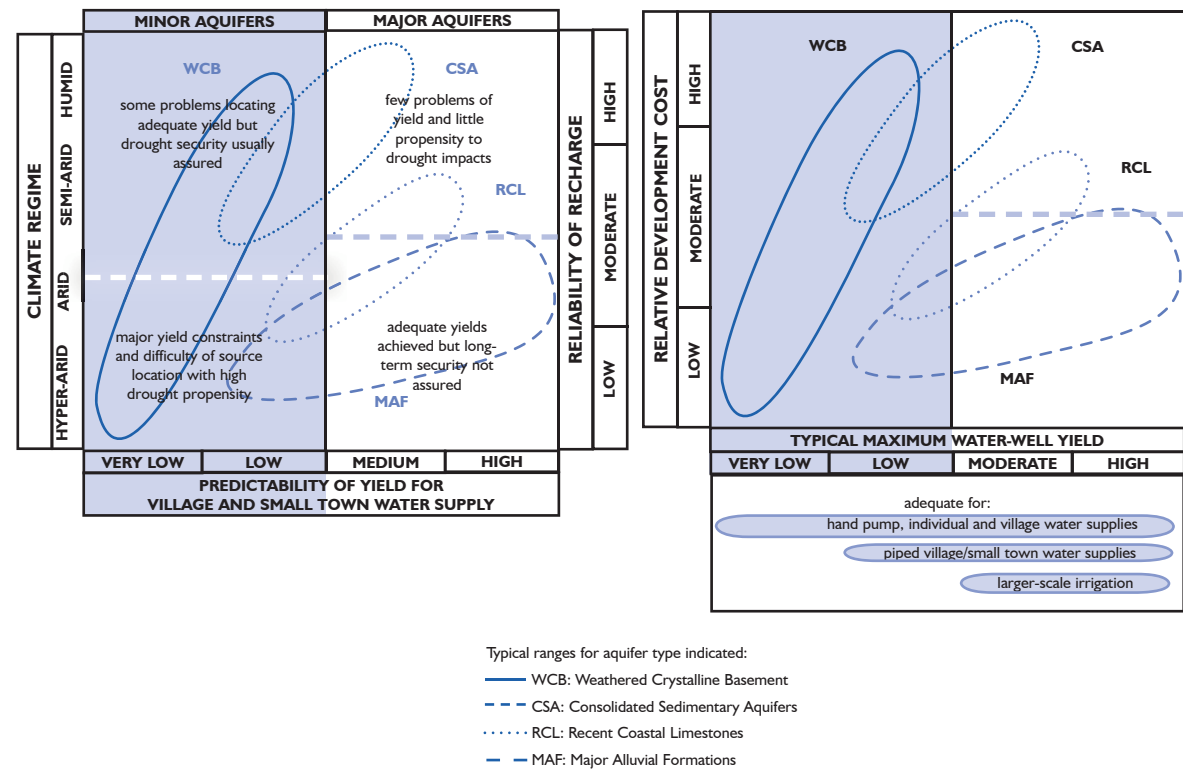 MINOR AQUIFERS
MAJOR AQUIFERS
CLIMATE REGIME
HUMID
SEMI-ARID
ARID
HYPER-ARID
WCB
some problems locating
adequate yield but
drought security usually
assured
CSA
few problems of
yield and little
propensity to
drought impacts
RCL
major yield constraints
and difficulty of source
location with high
drought propensity
adequate yields
achieved but long-
term security not
assured
MAF
RELIABILITY OF RECHARGE
HIGH
MODERATE
LOW
VERY LOW
LOW
MEDIUM
HIGH
PREDICTABILITY OF YIELD FOR
VILLAGE AND SMALL TOWN WATER SUPPLY
RELATIVE DEVELOPMENT COST
HIGH
MODERATE
LOW
WCB
CSA
RCL
MAF
TYPICAL MAXIMUM WATER-WELL YIELD
VERY LOW
LOW
MODERATE
HIGH
adequate for:
hand pump, individual and village water supplies
piped village/small town water supplies
larger-scale irrigation
Typical ranges for aquifer type indicated:
WCB: Weathered Crystalline Basement
CSA: Consolidated Sedimentary Aquifers
RCL: Recent Coastal Limestones
MAF: Major Alluvial Formations